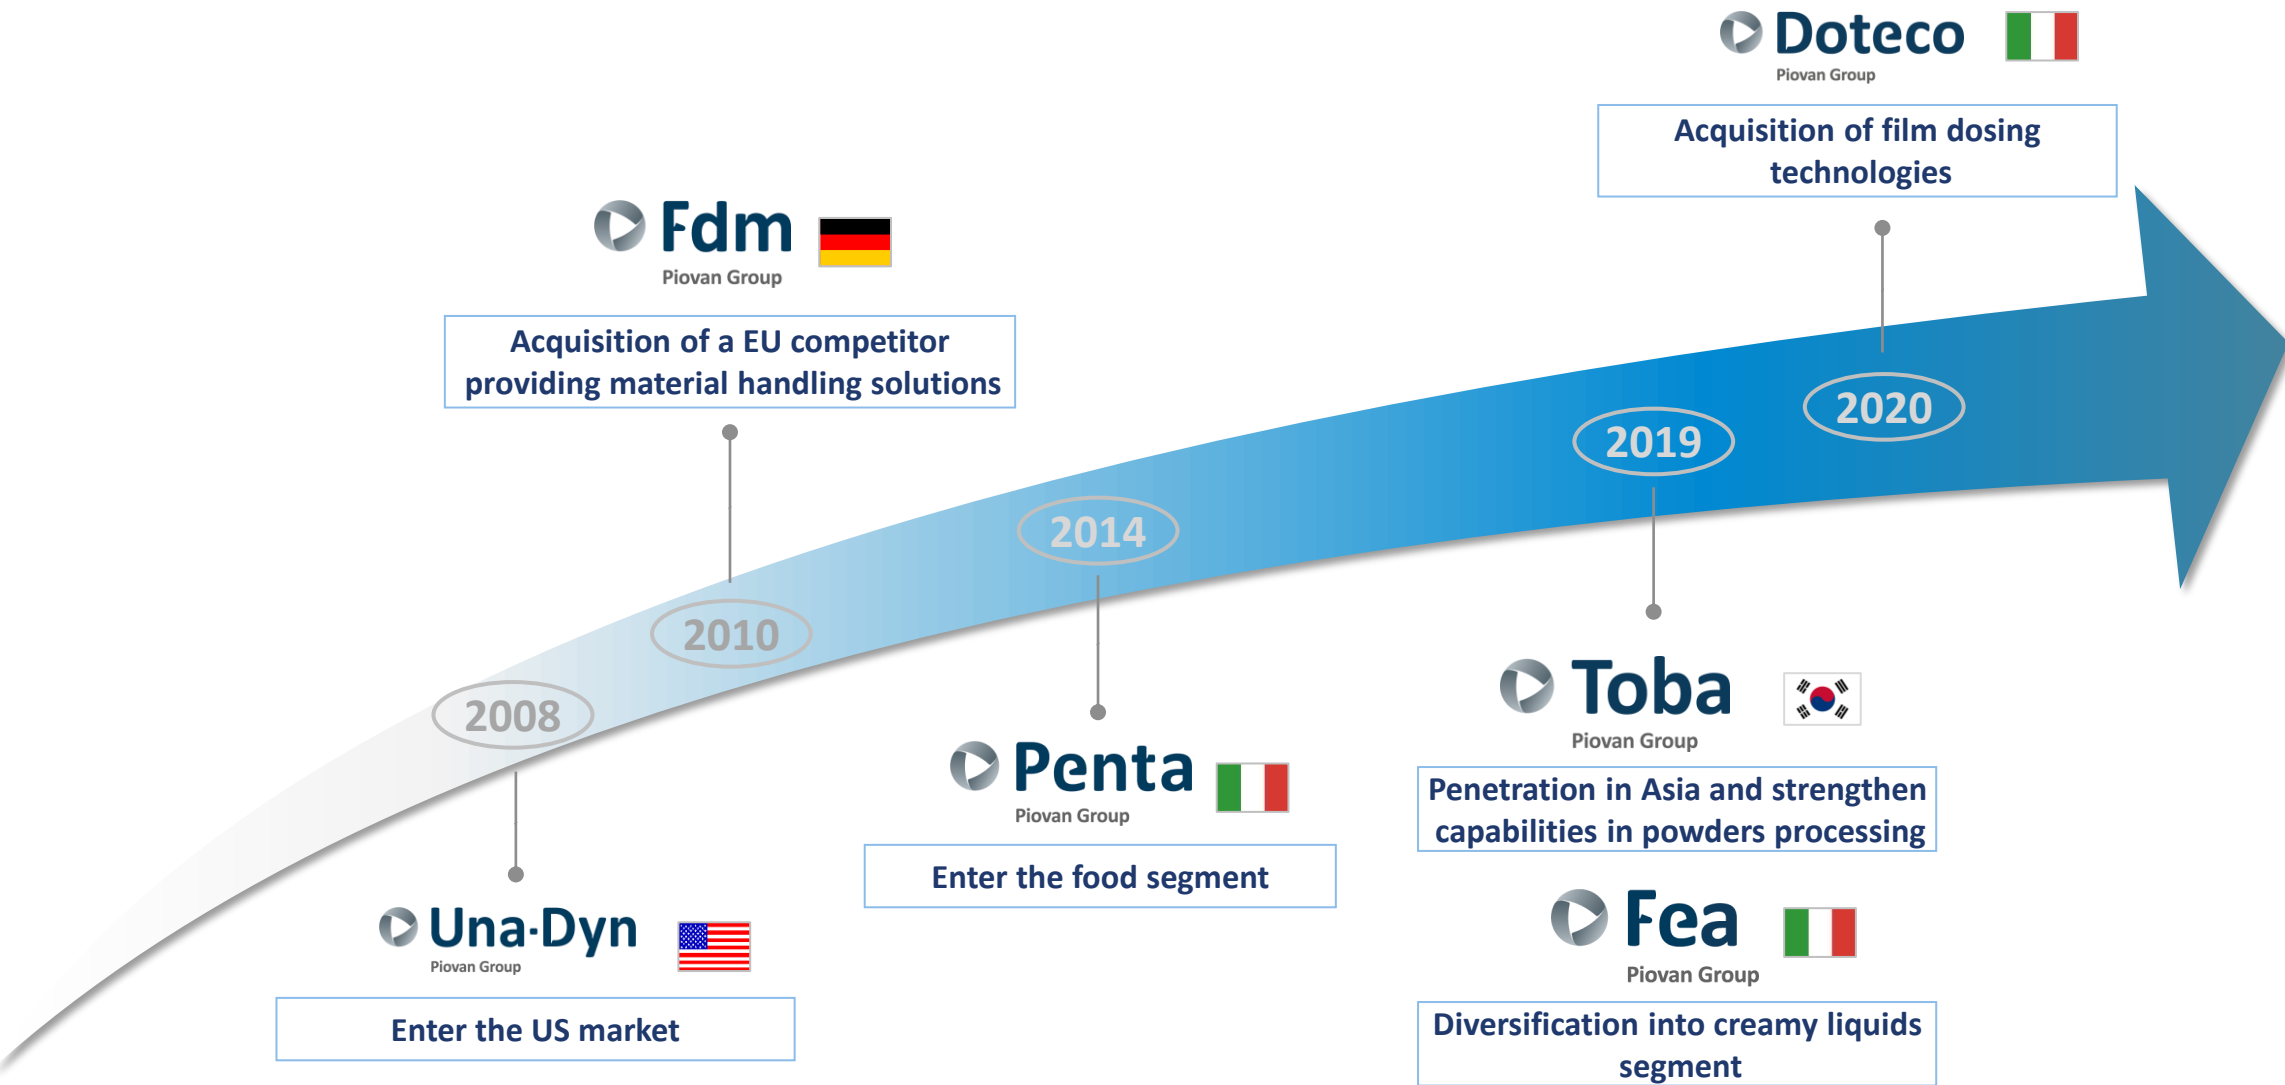 Doteco
Piovan Group
Acquisition of film dosing
technologies
Fdm
Piovan Group
Acquisition of a EU competitor
providing material handling solutions
2020
2019
2014
2010
2008
Toba
Piovan Group
Penetration in Asia and strengthen
capabilities in powders processing
Penta
Piovan Group
Enter the food segment
Fea
Piovan Group
Diversification into creamy liquids
segment
Una·Dyn
Piovan Group
Enter the US market